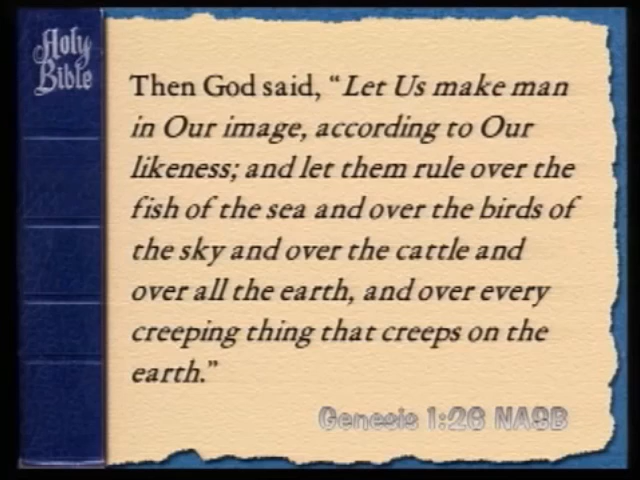 Holy
Bible
Then God said, “Let Us make man
in Our image, according to Our
likeness; and let them rule over the
fish of the sea and over the birds of
the sky and over the cattle and
over all the earth, and over every
creeping thing that creeps on the
earth.”
Genesis 1:26 NASB